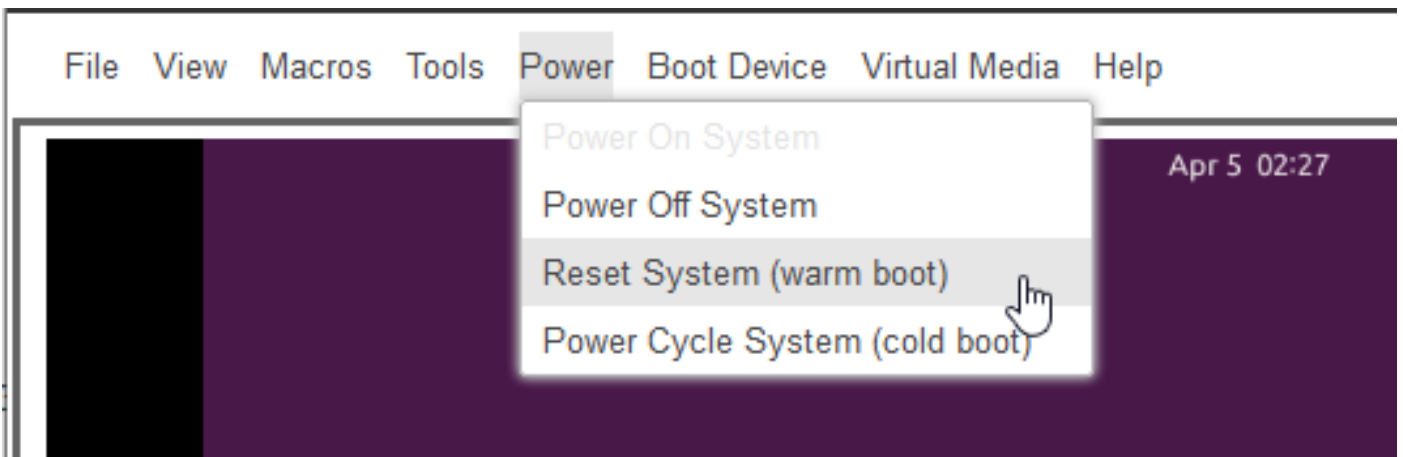 File View Macros Tools Power Boot Device Virtual Media Help
Power On System
Apr 5 02:27
Power Off System
Reset System (warm boot)
Power Cycle System (cold boot)